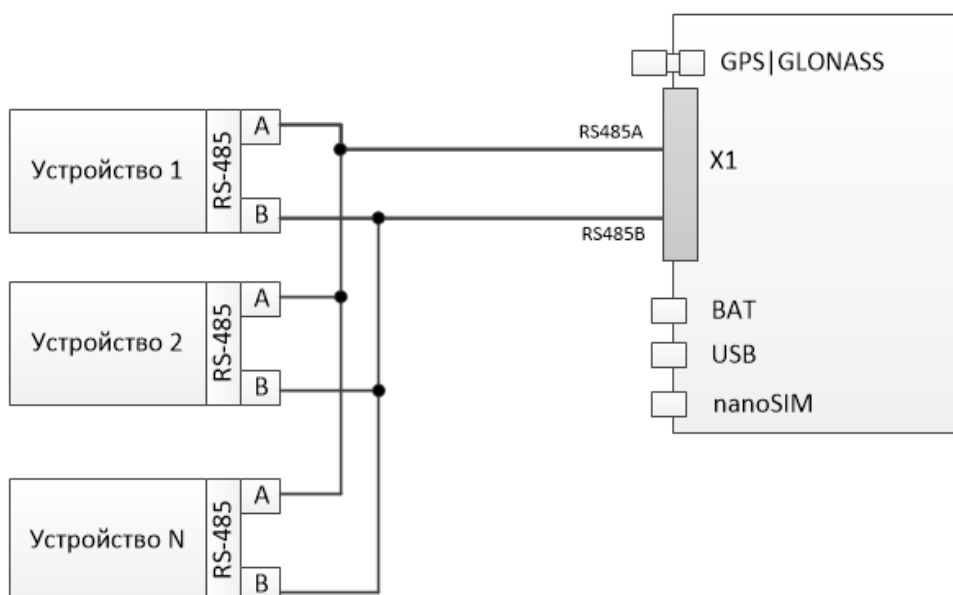 GPS|GLONASS
RS485A
X1
RS485B
BAT
USB
nanoSIM
Устройство 1
RS-485
A
B
Устройство 2
RS-485
A
B
Устройство N
RS-485
A
B